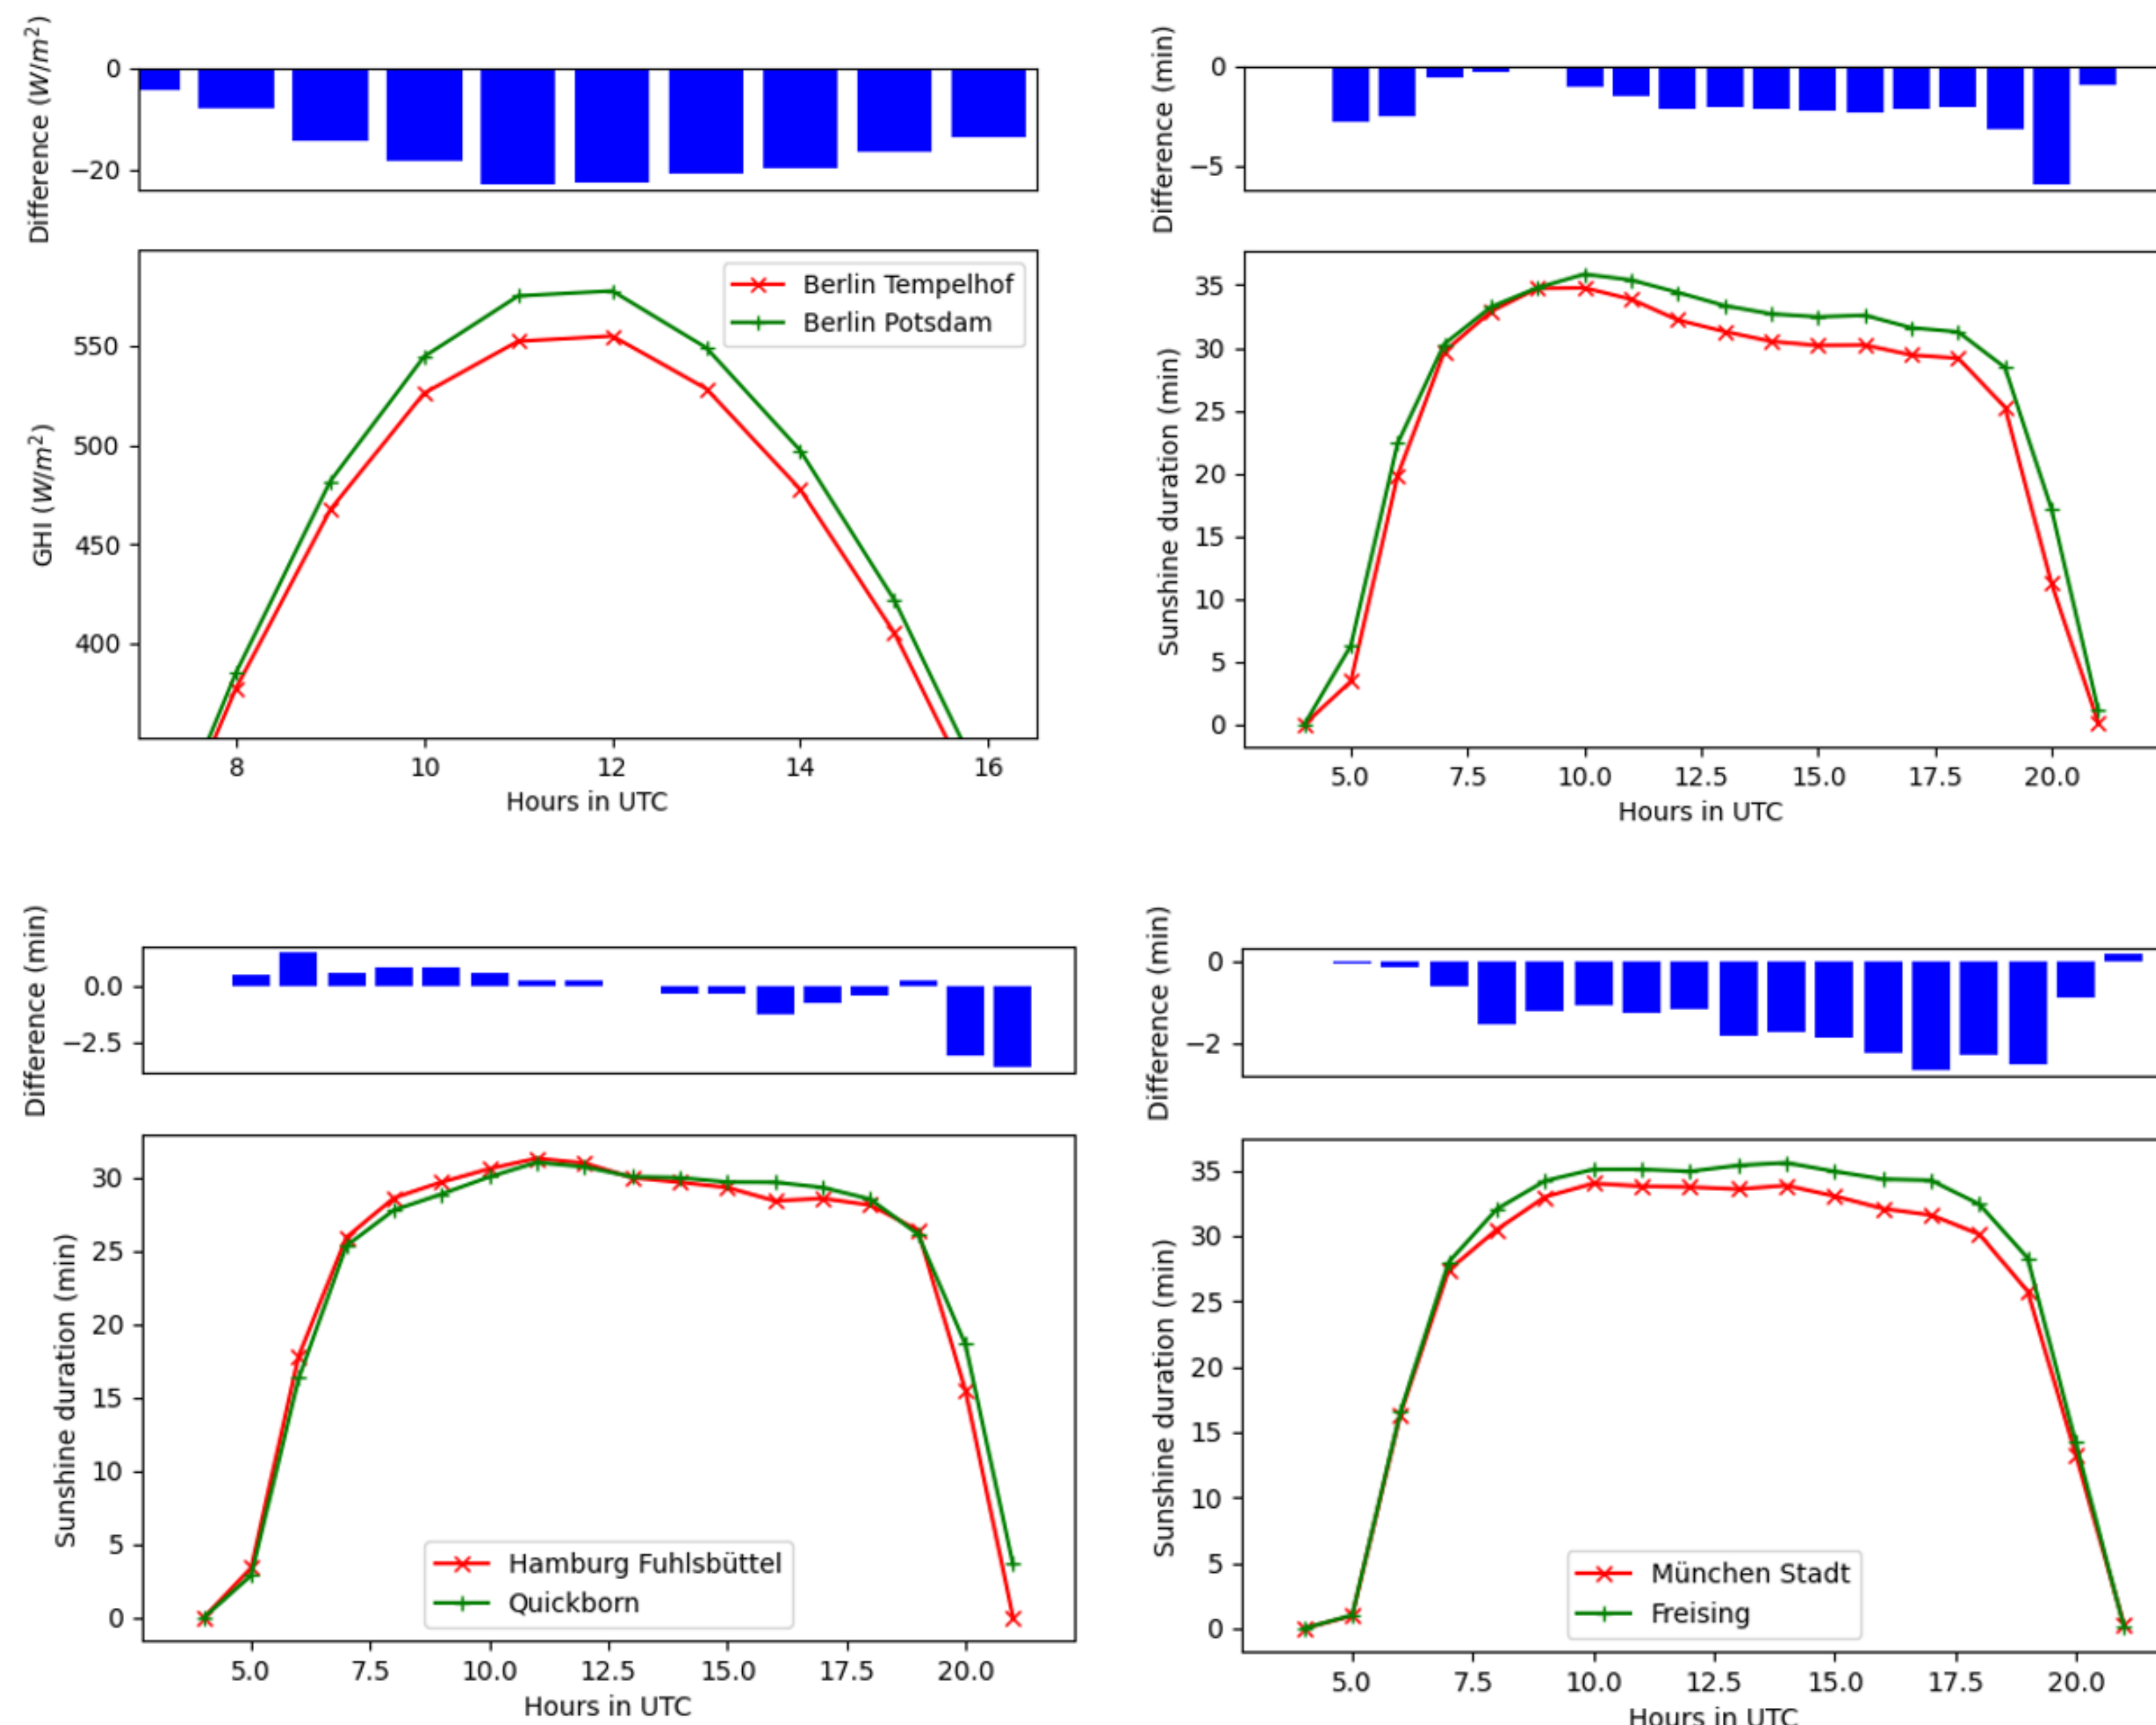 Difference (W/m²)
0
−20
GHI (W/m²)
550
500
450
400
Berlin Tempelhof
Berlin Potsdam
8 10 12 14 16
Hours in UTC
Difference (min)
0
−5
Sunshine duration (min)
35
30
25
20
15
10
5
0
5.0 7.5 10.0 12.5 15.0 17.5 20.0
Hours in UTC
Difference (min)
0.0
−2.5
Sunshine duration (min)
30
25
20
15
10
5
0
Hamburg Fuhlsbüttel
Quickborn
5.0 7.5 10.0 12.5 15.0 17.5 20.0
Hours in UTC
Difference (min)
0
−2
Sunshine duration (min)
35
30
25
20
15
10
5
0
München Stadt
Freising
5.0 7.5 10.0 12.5 15.0 17.5 20.0
Hours in UTC